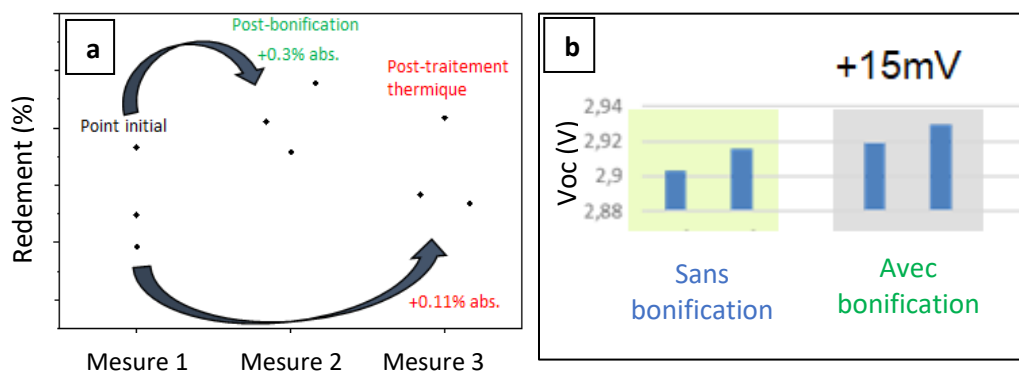 a
Post-bonification
+0.3% abs.
Post-traitement
thermique
Point initial
+0.11% abs.
Redement (%)
Mesure 1
Mesure 2
Mesure 3
b
+15mV
Voc (V)
2,94
2,92
2,9
2,88
Sans
bonification
Avec
bonification